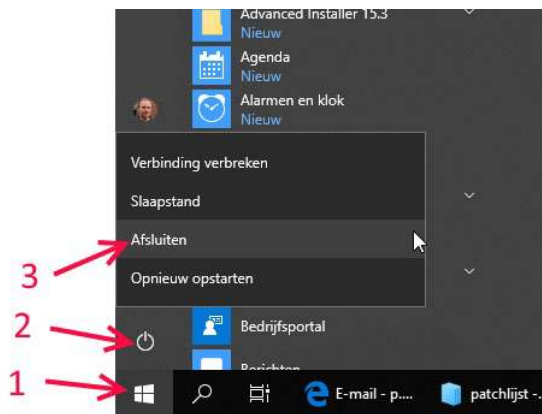 Advanced Installer 15.3
Nieuw
Agenda
Nieuw
Alarmen en klok
Nieuw
Verbinding verbreken
Slaapstand
Afsluiten
3
Opnieuw opstarten
2
Bedrijfsportal
Berichten
1
E-mail - p....
patchlijst -..